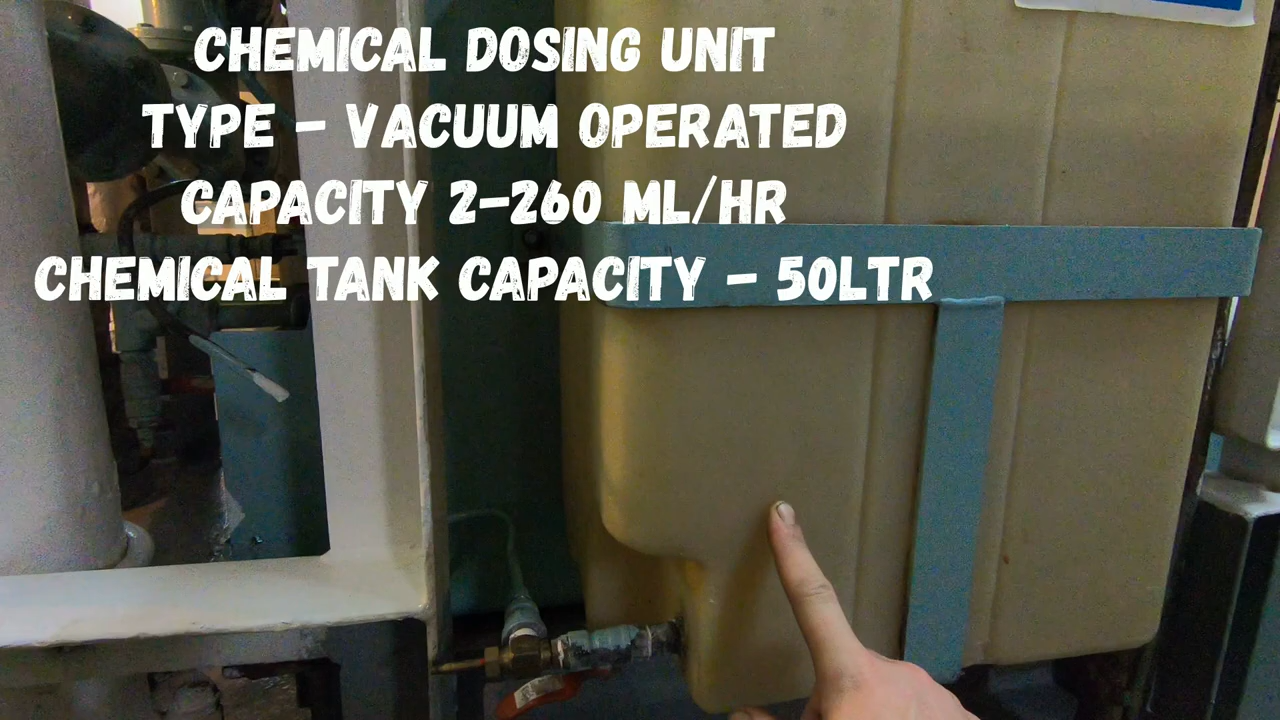 CHEMICAL DOSING UNIT
TYPE - VACUUM OPERATED
CAPACITY 2-260 ML/HR
CHEMICAL TANK CAPACITY - 50LTR